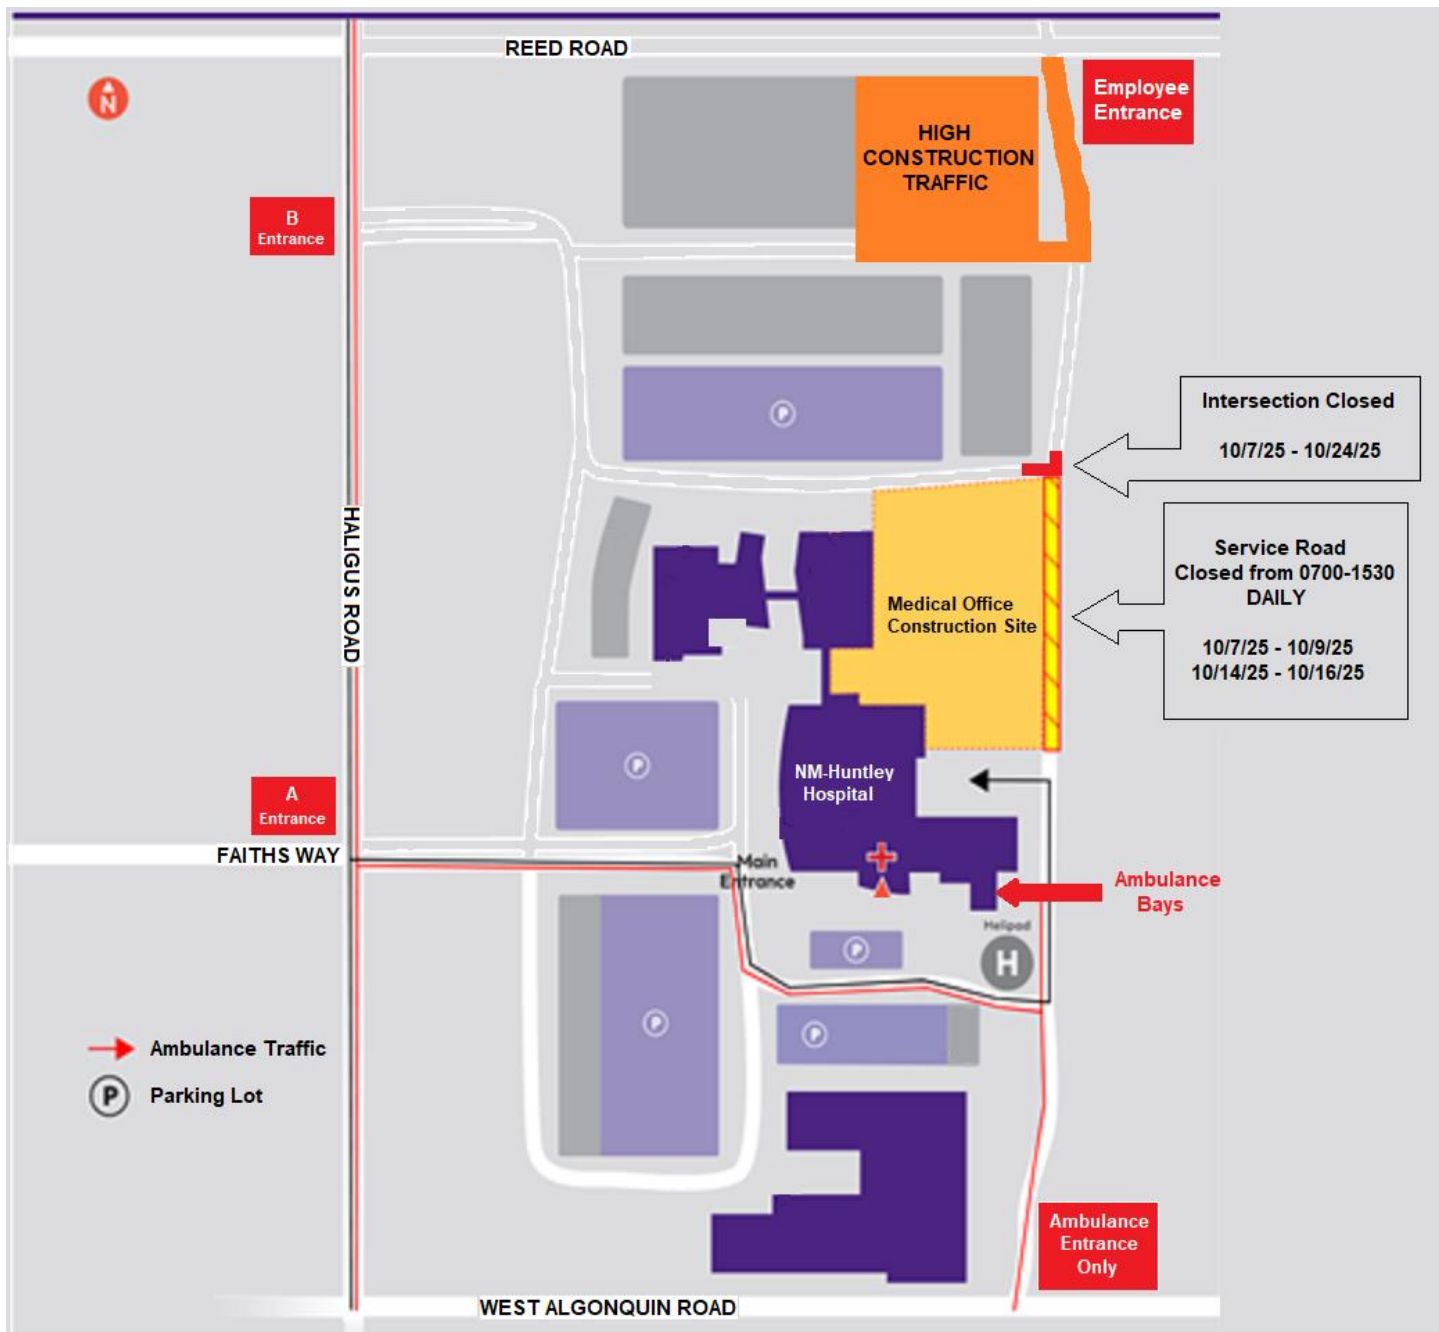 REED ROAD
N
Employee
Entrance
HIGH
CONSTRUCTION
TRAFFIC
B
Entrance
P
Intersection Closed
10/7/25 - 10/24/25
HALIGUS ROAD
Service Road
Closed from 0700-1530
DAILY
10/7/25 - 10/9/25
10/14/25 - 10/16/25
Medical Office
Construction Site
P
NM-Huntley
Hospital
A
Entrance
FAITHS WAY
Main
Entrance
Ambulance
Bays
Helipad
H
P
P
P
Ambulance Traffic
P
Parking Lot
Ambulance
Entrance
Only
WEST ALGONQUIN ROAD